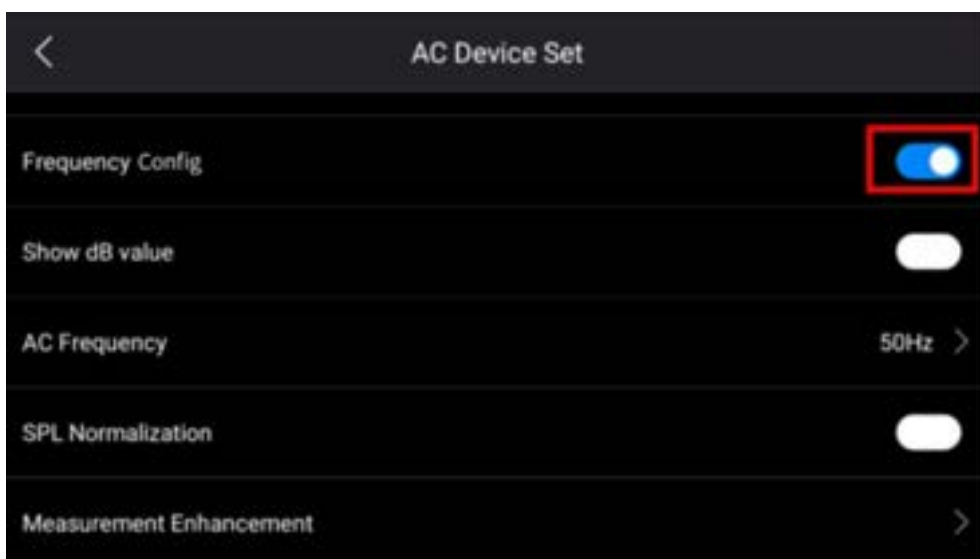 AC Device Set
Frequency Config
Show dB value
AC Frequency 50Hz
SPL Normalization
Measurement Enhancement